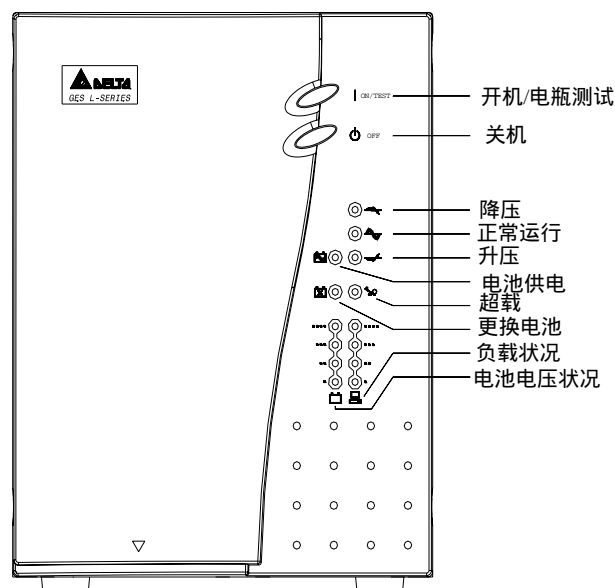 DELTA
GES L-SERIES
ON/TEST
开机/电瓶测试
OFF
关机
降压
正常运行
升压
电池供电
超载
更换电池
负载状况
电池电压状况